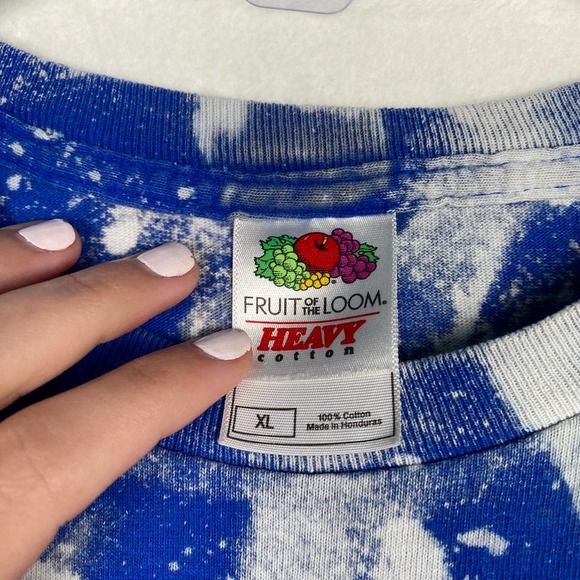 FRUIT OF THE LOOM®
HEAVY
cotton
XL
100% Cotton
Made in Honduras